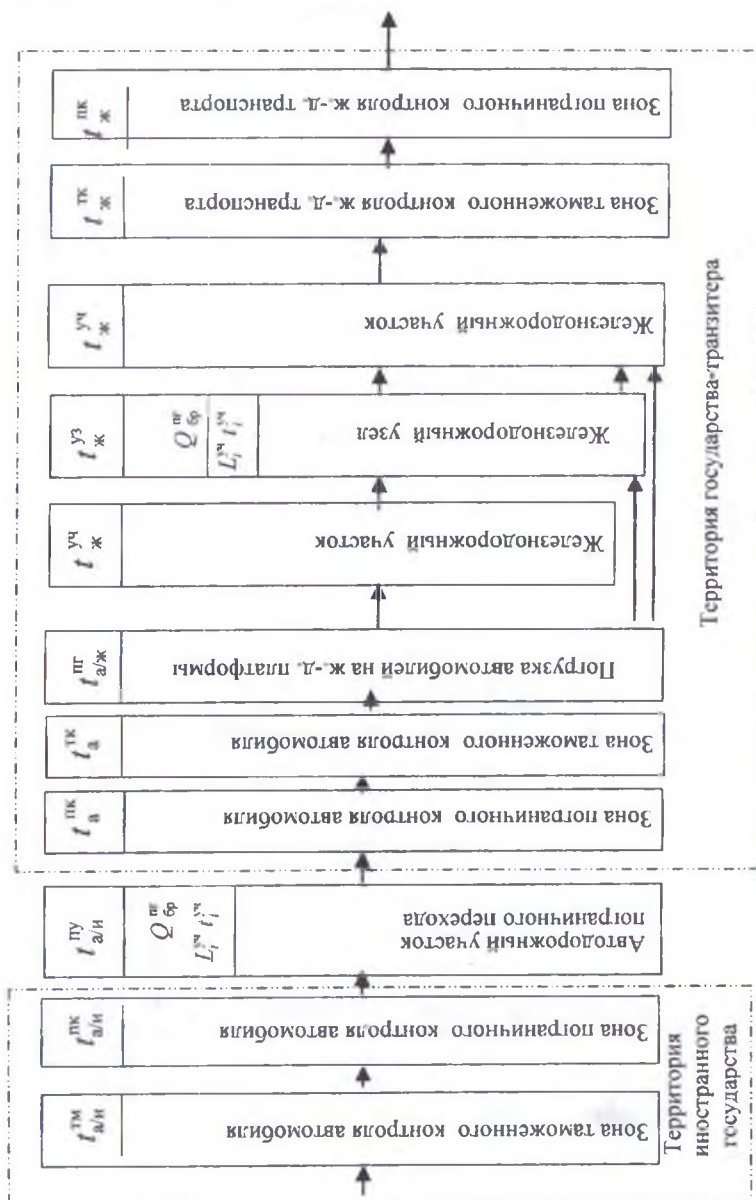 t тм а/и
Зона таможенного контроля автомобиля
t пк а/и
Зона пограничного контроля автомобиля
Территория
иностранного
государства
t пу а/и
Q пг бр
L уч i t уч i
Автодорожный участок
пограничного перехода
t пк а
Зона пограничного контроля автомобиля
t тк а
Зона таможенного контроля автомобиля
t пг а/ж
Погрузка автомобилей на ж.-д. платформы
t уч ж
Железнодорожный участок
t уз ж
Q пг бр
L уч i t уч i
Железнодорожный узел
t уч ж
Железнодорожный участок
t тк ж
Зона таможенного контроля ж.-д. транспорта
t пк ж
Зона пограничного контроля ж.-д. транспорта
Территория государства-транзитера